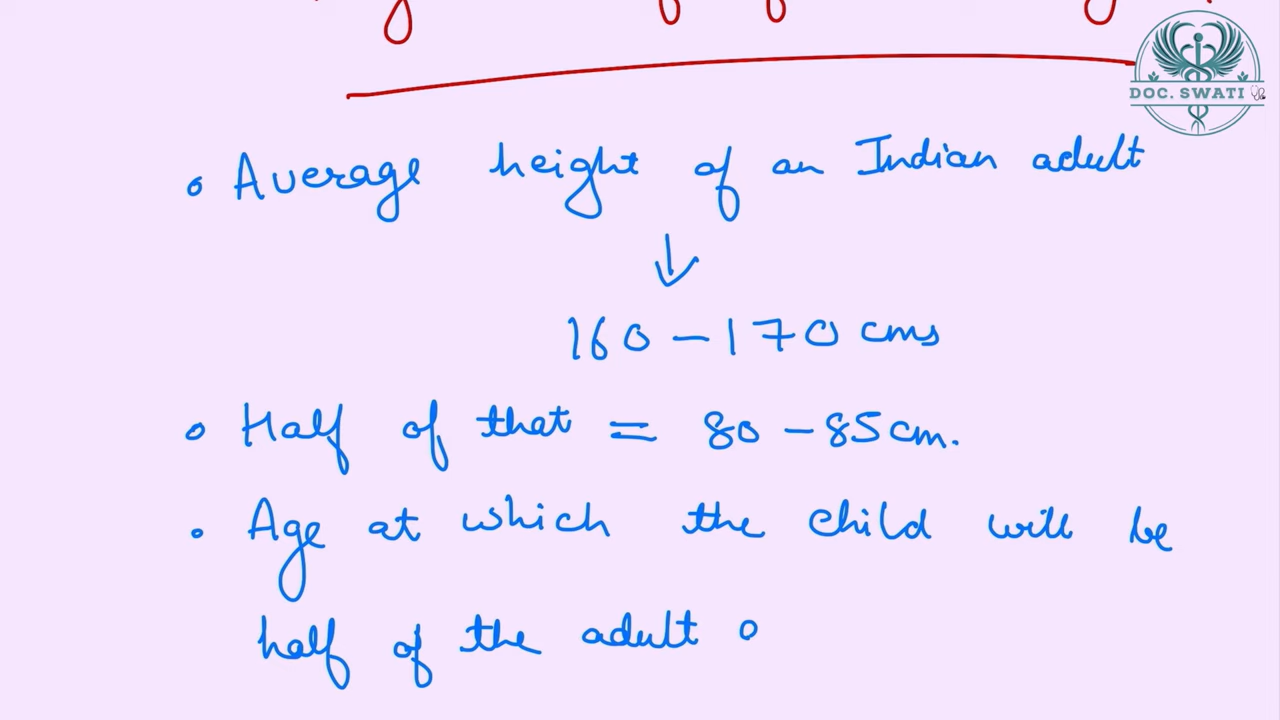 DOC. SWATI
• Average height of an Indian adult
↓
160 - 170 cms
• Half of that = 80 - 85 cm.
• Age at which the child will be
half of the adult o